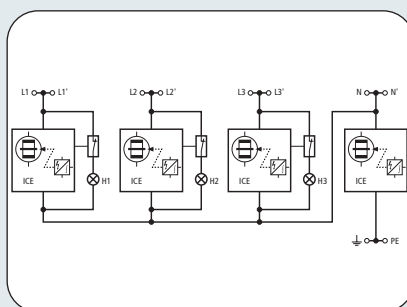 L1 L1' L2 L2' L3 L3' N N'
H1 H2 H3
ICE ICE ICE ICE
PE